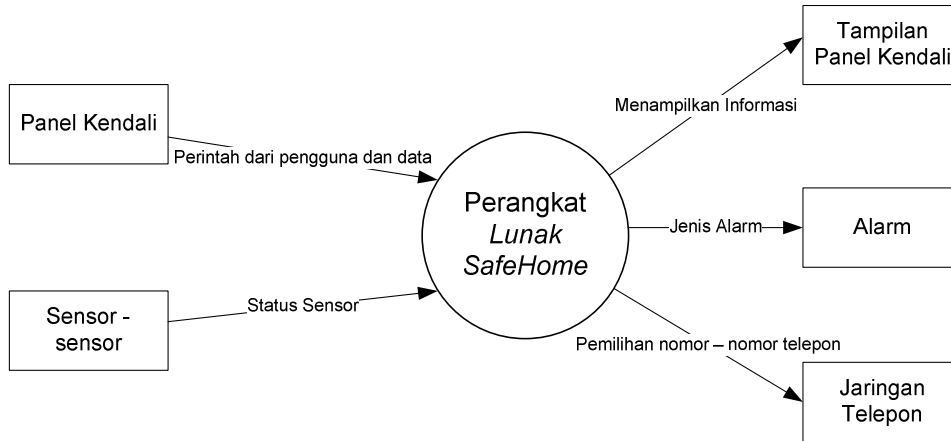 Panel Kendali
Perintah dari pengguna dan data
Sensor -
sensor
Status Sensor
Perangkat
Lunak
SafeHome
Menampilkan Informasi
Tampilan
Panel Kendali
Jenis Alarm
Alarm
Pemilihan nomor – nomor telepon
Jaringan
Telepon